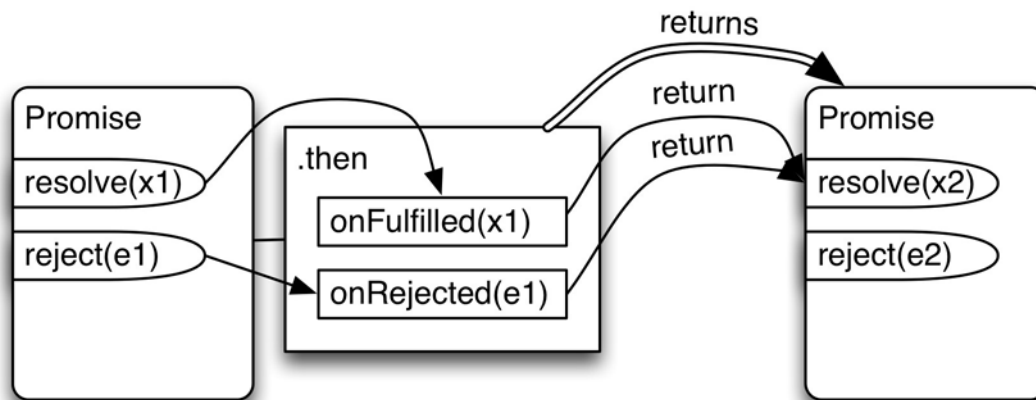 returns
return
return
Promise
resolve(x1)
reject(e1)
.then
onFulfilled(x1)
onRejected(e1)
Promise
resolve(x2)
reject(e2)